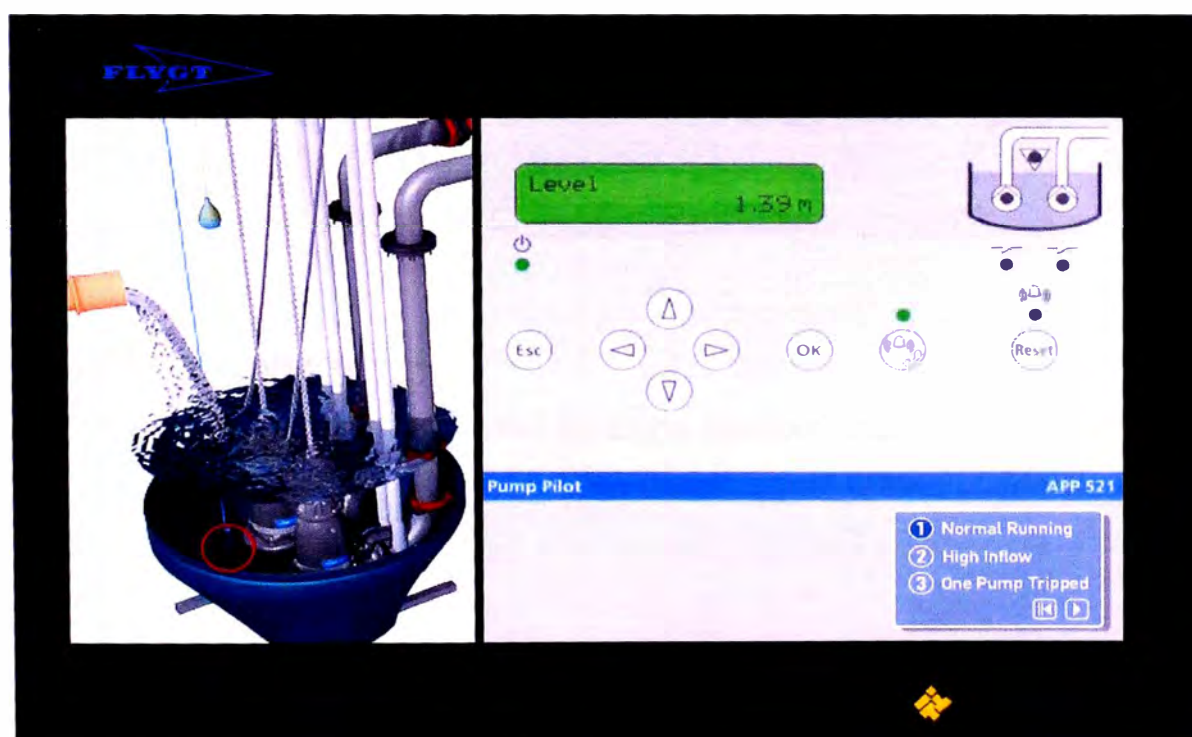 FLYGT
Level
1.39 m
Esc
OK
Reset
Pump Pilot
APP 521
1 Normal Running
2 High Inflow
3 One Pump Tripped